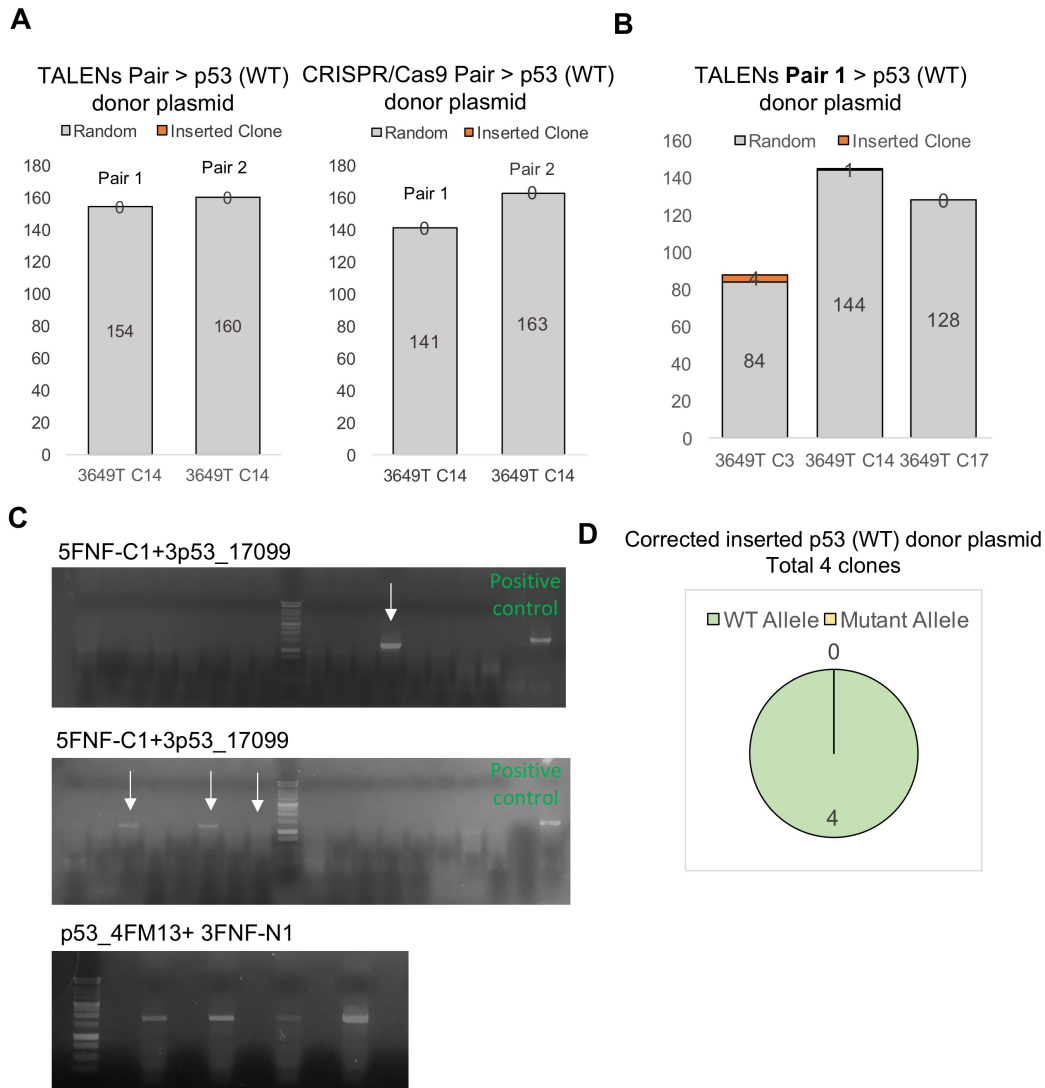 A
TALENs Pair > p53 (WT)
donor plasmid
Random Inserted Clone
180
160
140
120
100
80
60
40
20
0
Pair 1
Pair 2
0
0
154
160
3649T C14
3649T C14
CRISPR/Cas9 Pair > p53 (WT)
donor plasmid
Random Inserted Clone
180
160
140
120
100
80
60
40
20
0
Pair 1
Pair 2
0
0
141
163
3649T C14
3649T C14
B
TALENs Pair 1 > p53 (WT)
donor plasmid
Random Inserted Clone
160
140
120
100
80
60
40
20
0
4
1
0
84
144
128
3649T C3
3649T C14
3649T C17
C
5FNF-C1+3p53_17099
Positive
control
5FNF-C1+3p53_17099
Positive
control
p53_4FM13+ 3FNF-N1
D
Corrected inserted p53 (WT) donor plasmid
Total 4 clones
WT Allele Mutant Allele
0
4